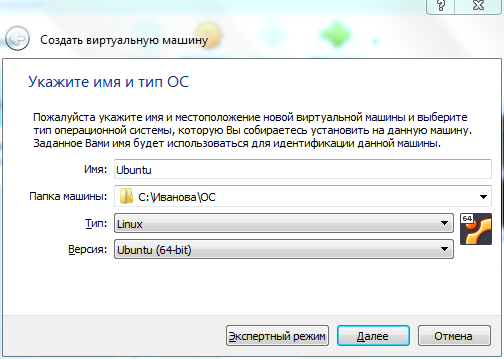 ?
Создать виртуальную машину
Укажите имя и тип ОС
Пожалуйста укажите имя и местоположение новой виртуальной машины и выберите
тип операционной системы, которую Вы собираетесь установить на данную машину.
Заданное Вами имя будет использоваться для идентификации данной машины.
Имя: Ubuntu
Папка машины: C:\Иванова\ОС
Тип: Linux
64
Версия: Ubuntu (64-bit)
Экспертный режим Далее Отмена